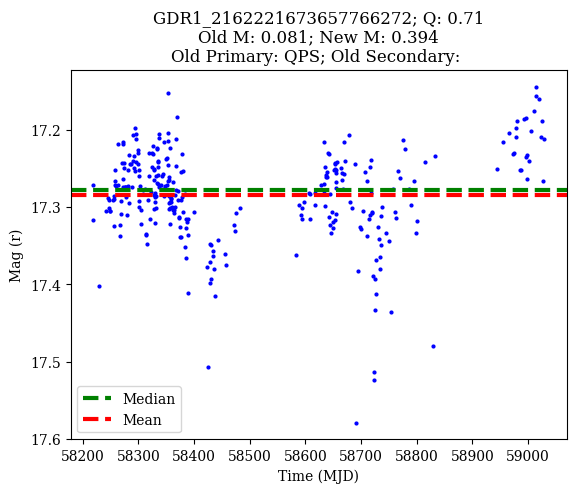 GDR1_2162221673657766272; Q: 0.71
Old M: 0.081; New M: 0.394
Old Primary: QPS; Old Secondary:
17.2
17.3
17.4
17.5
17.6
Mag (r)
Median
Mean
58200 58300 58400 58500 58600 58700 58800 58900 59000
Time (MJD)